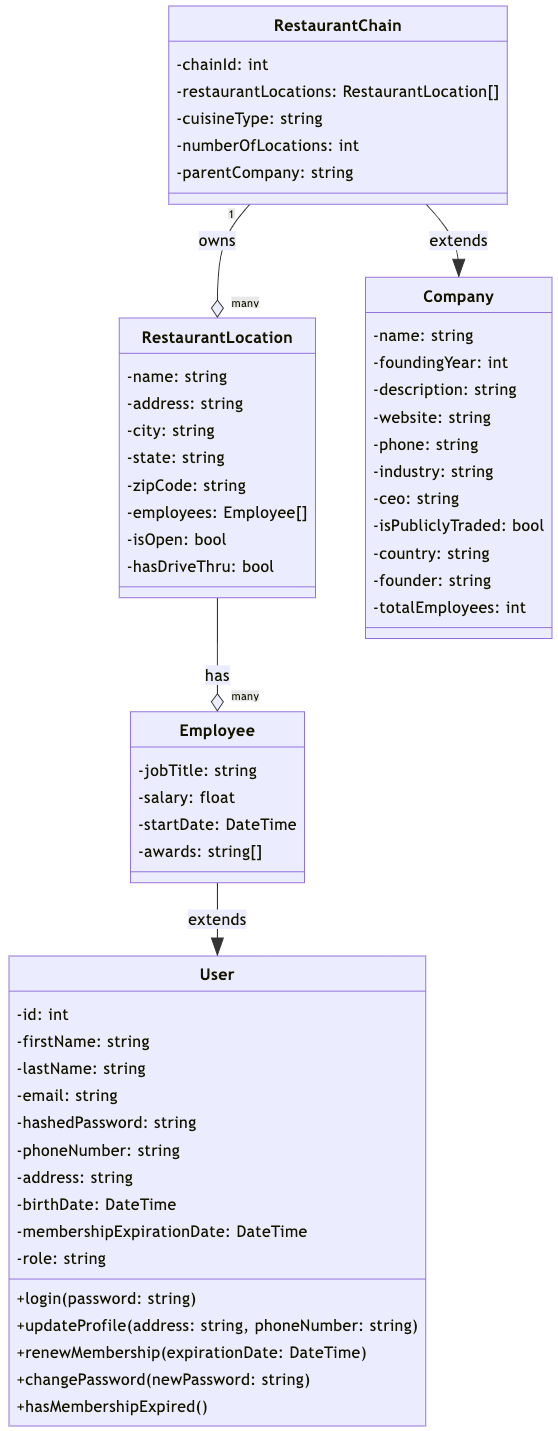 RestaurantChain
-chainId: int
-restaurantLocations: RestaurantLocation[]
-cuisineType: string
-numberOfLocations: int
-parentCompany: string
1
owns
many
extends
RestaurantLocation
-name: string
-address: string
-city: string
-state: string
-zipCode: string
-employees: Employee[]
-isOpen: bool
-hasDriveThru: bool
Company
-name: string
-foundingYear: int
-description: string
-website: string
-phone: string
-industry: string
-ceo: string
-isPubliclyTraded: bool
-country: string
-founder: string
-totalEmployees: int
has
many
Employee
-jobTitle: string
-salary: float
-startDate: DateTime
-awards: string[]
extends
User
-id: int
-firstName: string
-lastName: string
-email: string
-hashedPassword: string
-phoneNumber: string
-address: string
-birthDate: DateTime
-membershipExpirationDate: DateTime
-role: string
+login(password: string)
+updateProfile(address: string, phoneNumber: string)
+renewMembership(expirationDate: DateTime)
+changePassword(newPassword: string)
+hasMembershipExpired()